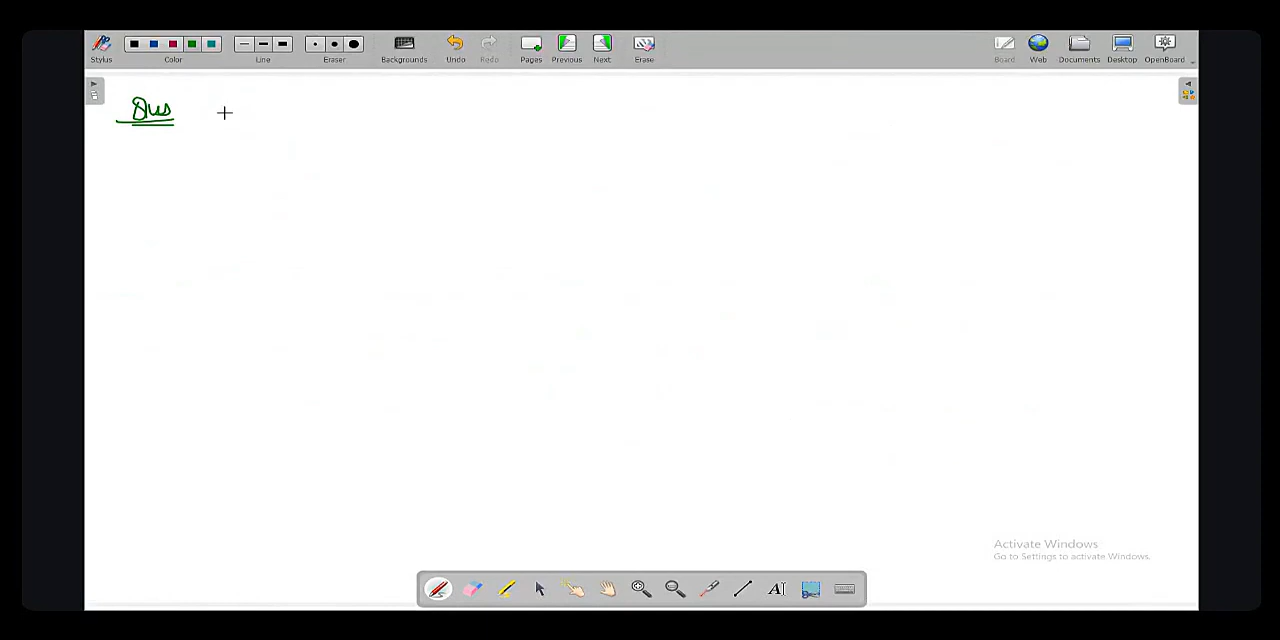 Stylus
Color
Line
Eraser
Backgrounds
Undo
Redo
Pages
Previous
Next
Erase
Board
Web
Documents
Desktop
OpenBoard
Qus
Activate Windows
Go to Settings to activate Windows.